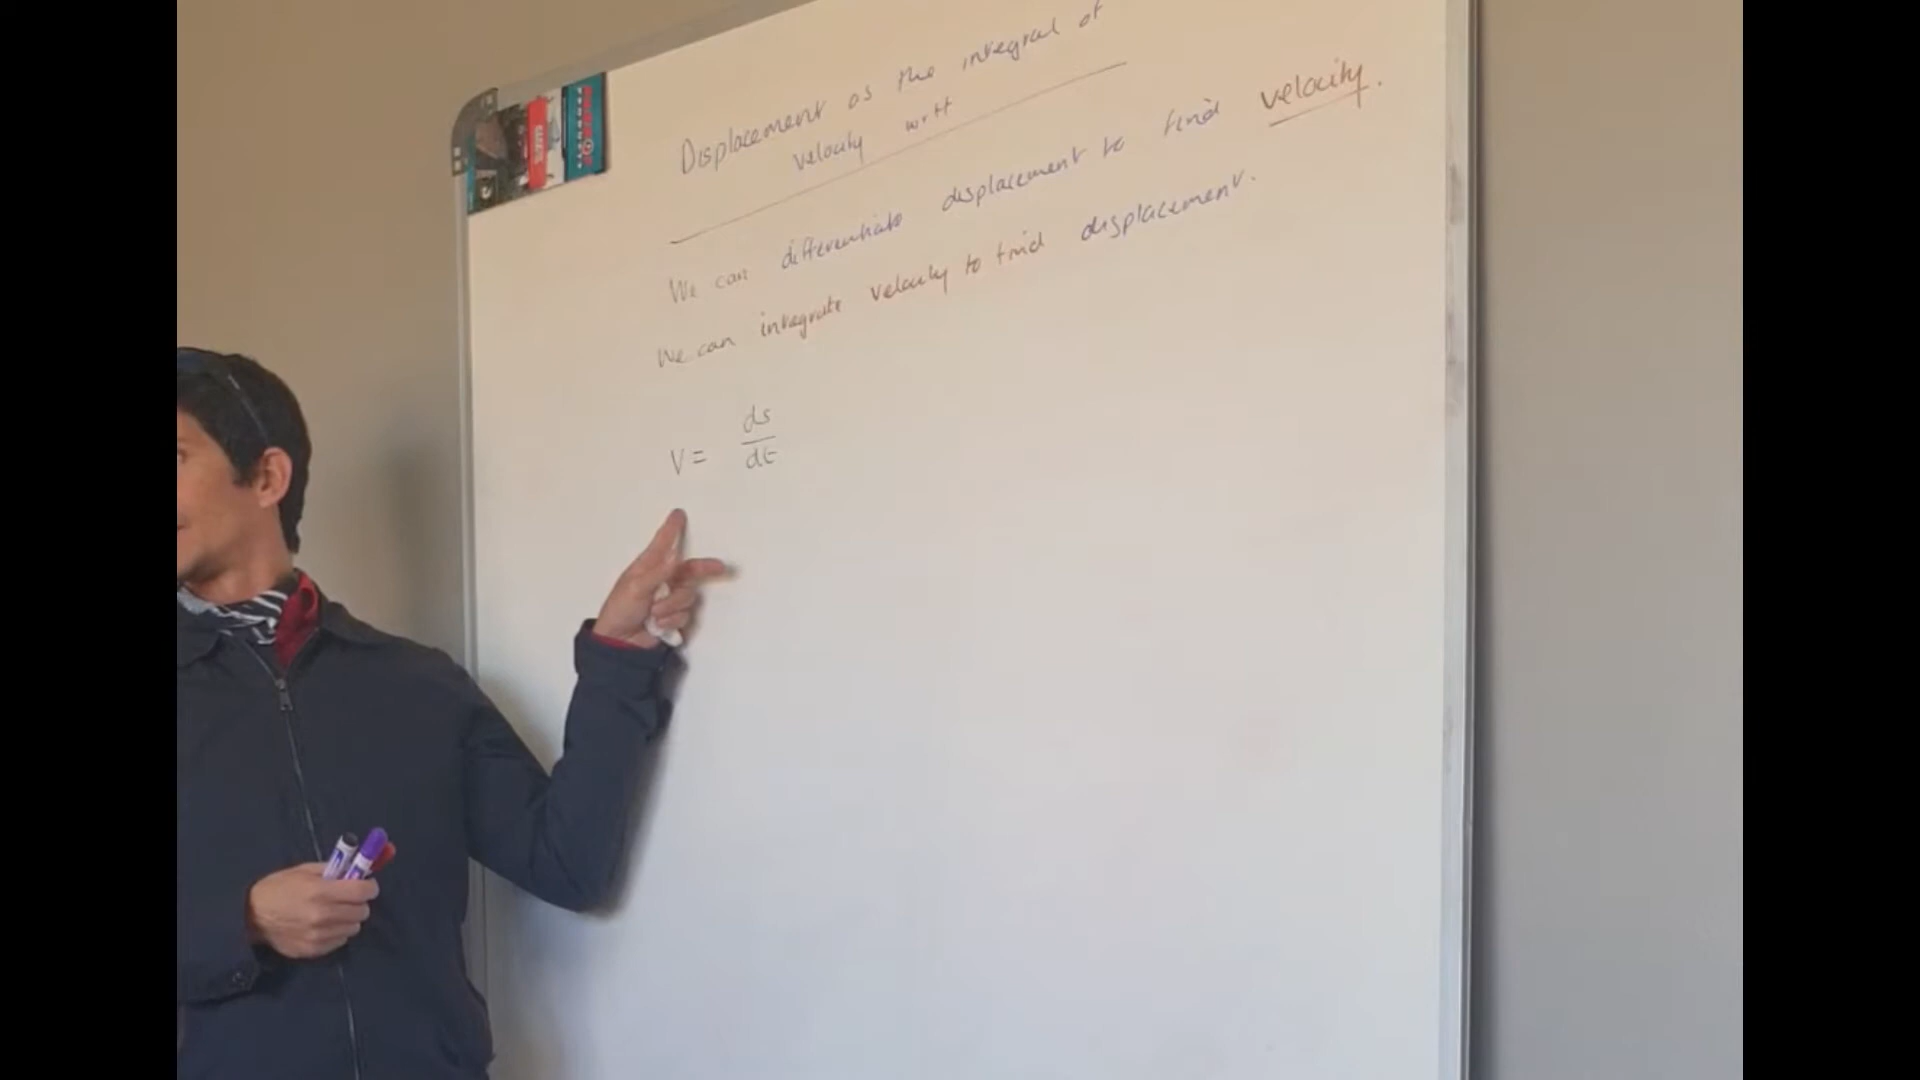 Displacement as the integral of
velocity wrtt
We can differentiate displacement to find velocity.
We can integrate velocity to find displacement.
V = ds/dt